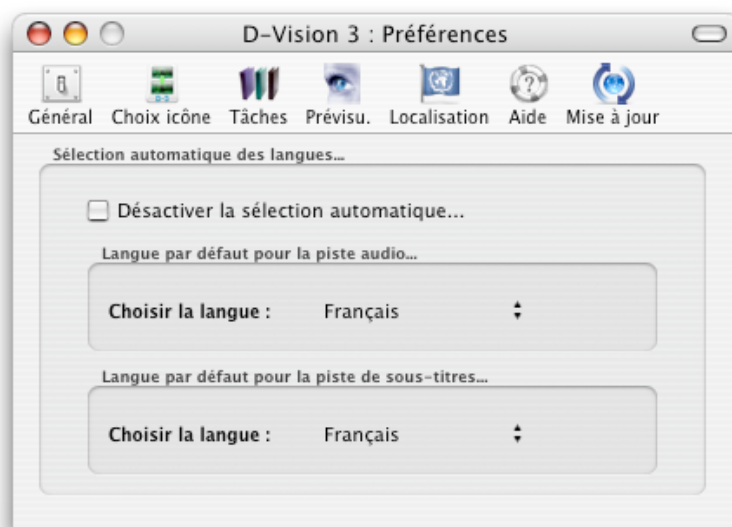 D-Vision 3 : Préférences
Général Choix icône Tâches Prévisu. Localisation Aide Mise à jour
Sélection automatique des langues...
Désactiver la sélection automatique...
Langue par défaut pour la piste audio...
Choisir la langue : Français
Langue par défaut pour la piste de sous-titres...
Choisir la langue : Français